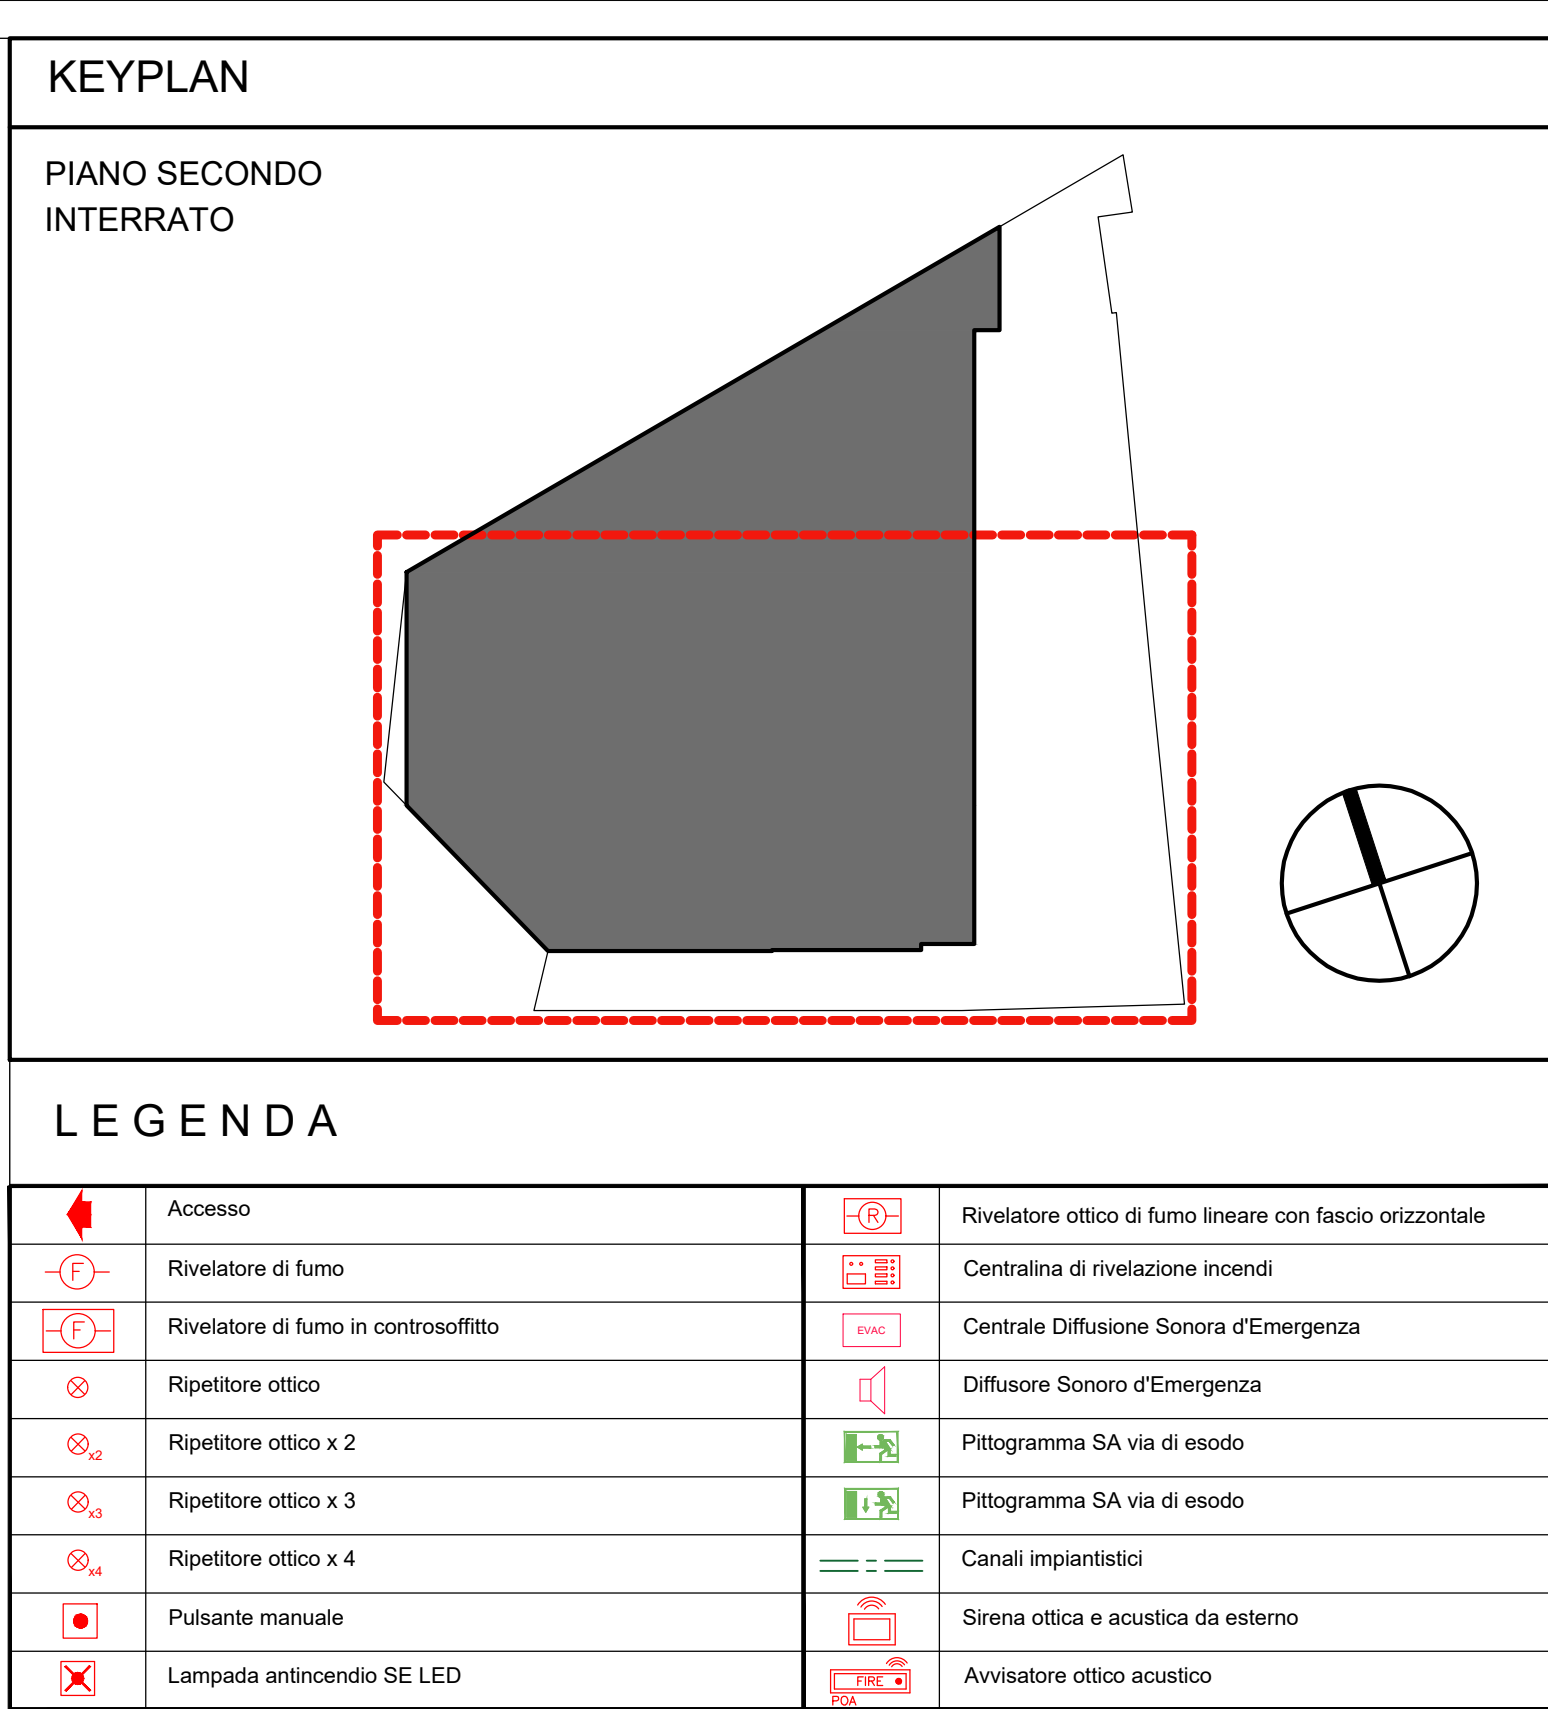 KEYPLAN
PIANO SECONDO
INTERRATO
LEGENDA
Accesso
R
Rivelatore ottico di fumo lineare con fascio orizzontale
F
Rivelatore di fumo
Centralina di rivelazione incendi
F
Rivelatore di fumo in controsoffitto
EVAC
Centrale Diffusione Sonora d'Emergenza
Ripetitore ottico
Diffusore Sonoro d'Emergenza
x2
Ripetitore ottico x 2
Pittogramma SA via di esodo
x3
Ripetitore ottico x 3
Pittogramma SA via di esodo
x4
Ripetitore ottico x 4
Canali impiantistici
Pulsante manuale
Sirena ottica e acustica da esterno
Lampada antincendio SE LED
FIRE
POA
Avvisatore ottico acustico